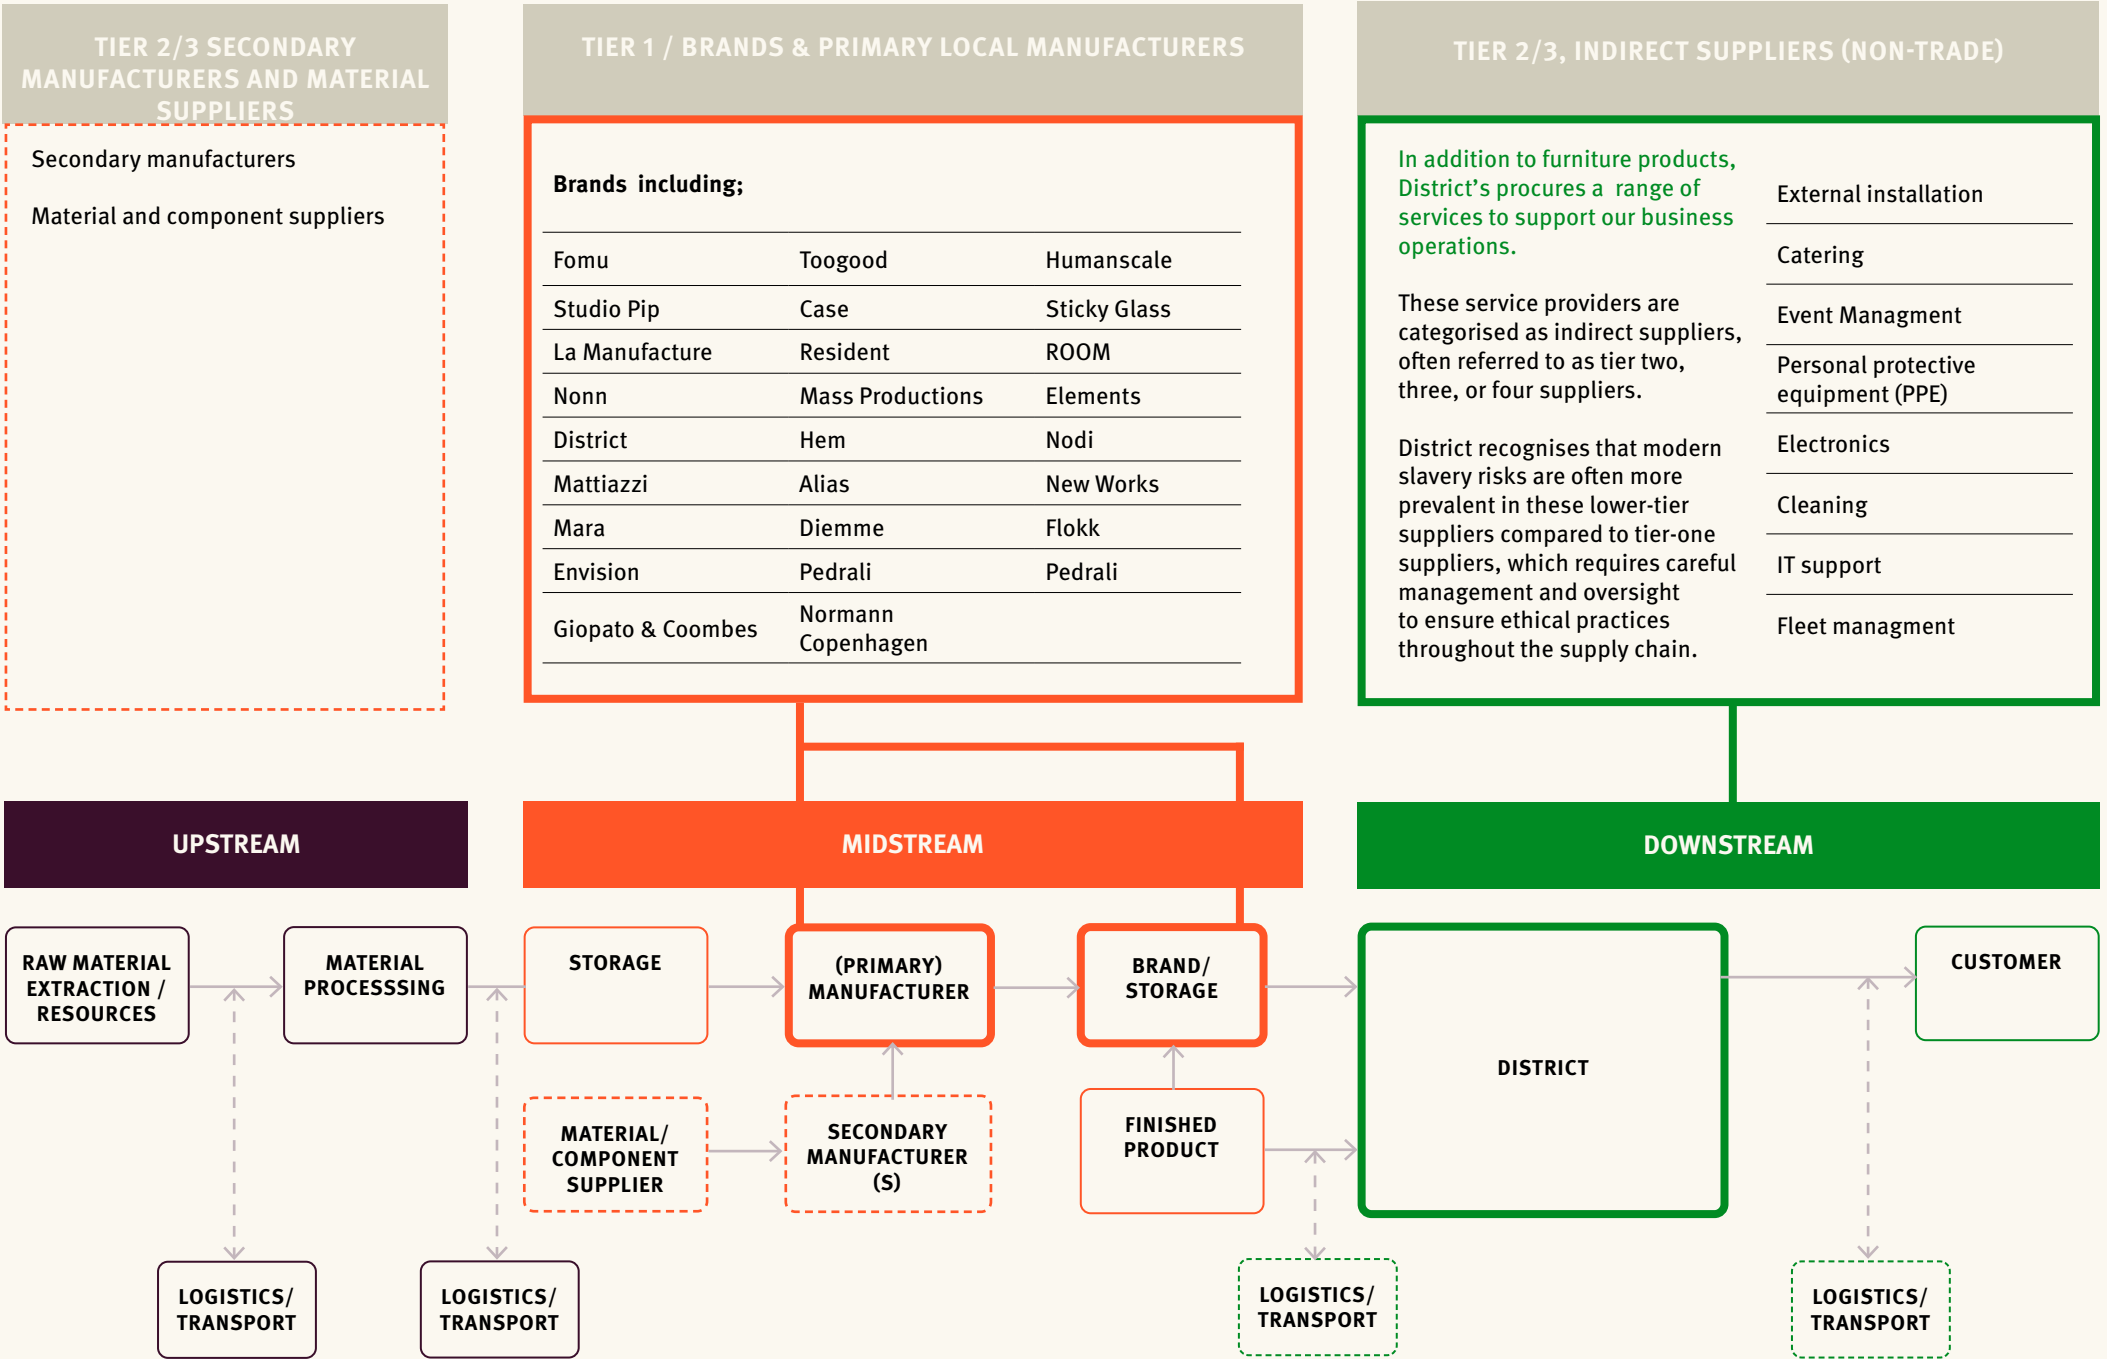 TIER 2/3 SECONDARY
MANUFACTURERS AND MATERIAL
SUPPLIERS
Secondary manufacturers
Material and component suppliers
TIER 1 / BRANDS & PRIMARY LOCAL MANUFACTURERS
Brands including;
Fomu Toogood Humanscale
Studio Pip Case Sticky Glass
La Manufacture Resident ROOM
Nonn Mass Productions Elements
District Hem Nodi
Mattiazzi Alias New Works
Mara Diemme Flokk
Envision Pedrali Pedrali
Giopato & Coombes Normann
Copenhagen
TIER 2/3, INDIRECT SUPPLIERS (NON-TRADE)
In addition to furniture products,
District’s procures a range of
services to support our business
operations.
These service providers are
categorised as indirect suppliers,
often referred to as tier two,
three, or four suppliers.
District recognises that modern
slavery risks are often more
prevalent in these lower-tier
suppliers compared to tier-one
suppliers, which requires careful
management and oversight
to ensure ethical practices
throughout the supply chain.
External installation
Catering
Event Managment
Personal protective
equipment (PPE)
Electronics
Cleaning
IT support
Fleet managment
UPSTREAM
MIDSTREAM
DOWNSTREAM
RAW MATERIAL
EXTRACTION /
RESOURCES
MATERIAL
PROCESSSING
STORAGE
(PRIMARY)
MANUFACTURER
BRAND/
STORAGE
DISTRICT
CUSTOMER
MATERIAL/
COMPONENT
SUPPLIER
SECONDARY
MANUFACTURER
(S)
FINISHED
PRODUCT
LOGISTICS/
TRANSPORT
LOGISTICS/
TRANSPORT
LOGISTICS/
TRANSPORT
LOGISTICS/
TRANSPORT